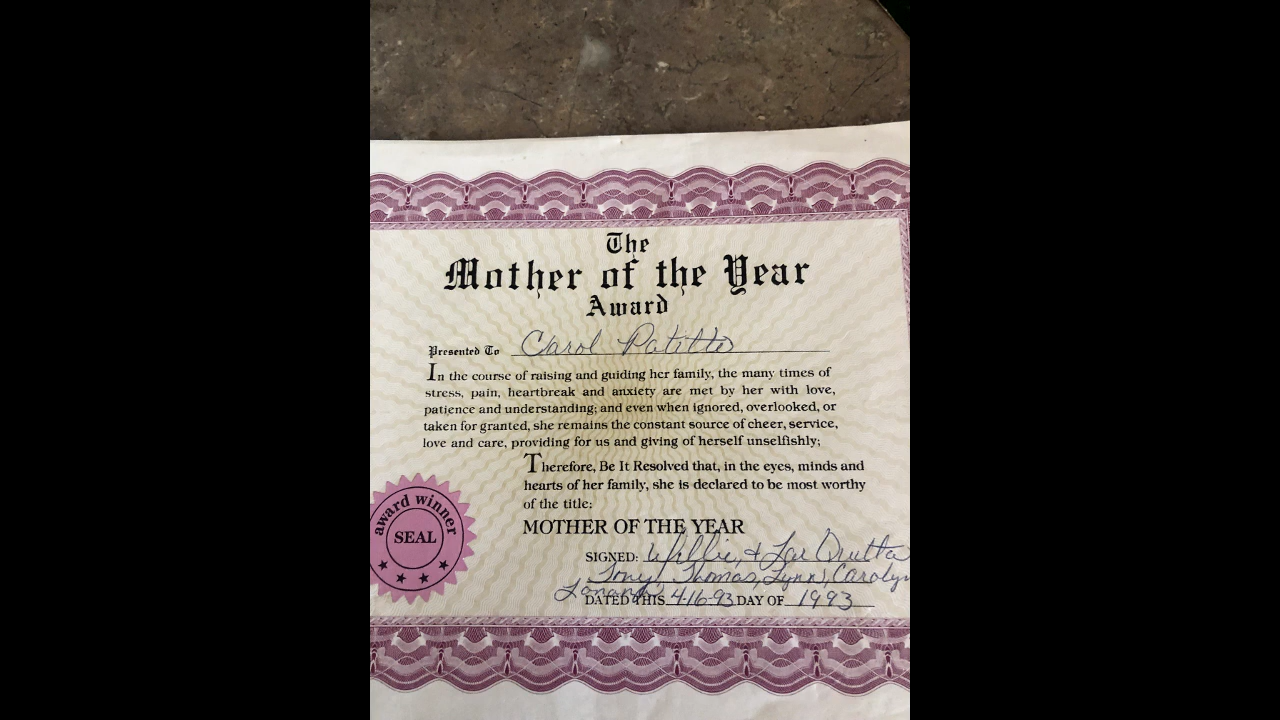 The
Mother of the Year
Award
Presented To Carol
In the course of raising and guiding her family, the many times of
stress, pain, heartbreak and anxiety are met by her with love,
patience and understanding; and even when ignored, overlooked, or
taken for granted, she remains the constant source of cheer, service,
love and care, providing for us and giving of herself unselfishly;
Therefore, Be It Resolved that, in the eyes, minds and
hearts of her family, she is declared to be most worthy
of the title:
MOTHER OF THE YEAR
award winner
SEAL
SIGNED: Willie, &
Tony, Thomas, Lynn, Carolyn
DATED THIS 4-16-93 DAY OF 1993